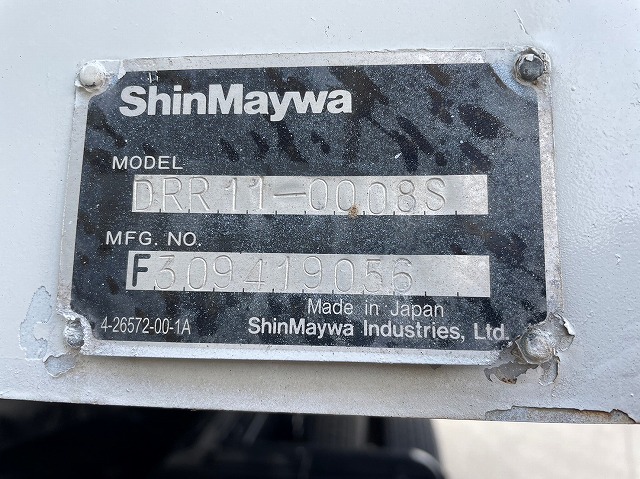 ShinMaywa
MODEL
DRR11-0008S
MFG. NO.
F309419056
Made in Japan
4-26572-00-1A
ShinMaywa Industries, Ltd.